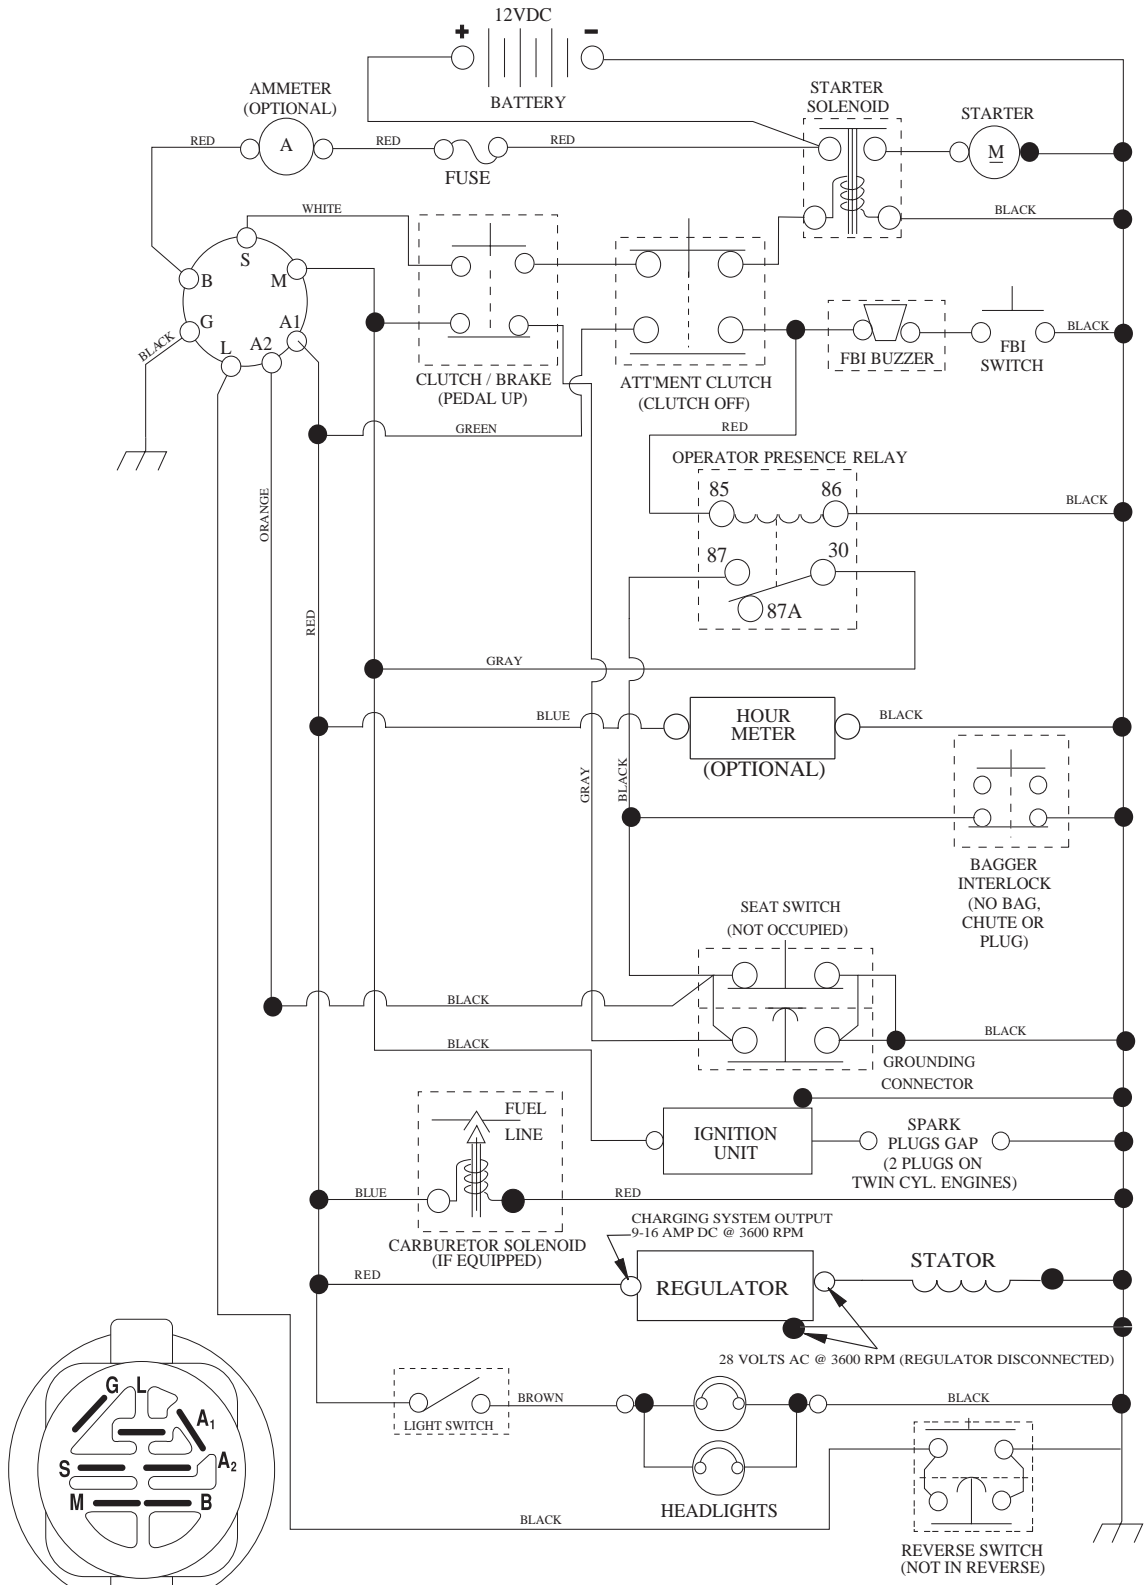 12VDC
+
-
BATTERY
AMMETER
(OPTIONAL)
STARTER
SOLENOID
STARTER
RED
A
RED
FUSE
RED
M
WHITE
BLACK
S
B
M
G
A1
A2
L
BLACK
CLUTCH / BRAKE
(PEDAL UP)
ATT'MENT CLUTCH
(CLUTCH OFF)
FBI BUZZER
FBI
SWITCH
BLACK
GREEN
RED
OPERATOR PRESENCE RELAY
85
86
BLACK
87
30
87A
ORANGE
RED
GRAY
BLUE
HOUR
METER
(OPTIONAL)
BLACK
GRAY
BLACK
BAGGER
INTERLOCK
(NO BAG,
CHUTE OR
PLUG)
SEAT SWITCH
(NOT OCCUPIED)
BLACK
BLACK
BLACK
GROUNDING
CONNECTOR
FUEL
LINE
IGNITION
UNIT
SPARK
PLUGS GAP
(2 PLUGS ON
TWIN CYL. ENGINES)
BLUE
RED
CARBURETOR SOLENOID
(IF EQUIPPED)
CHARGING SYSTEM OUTPUT
9-16 AMP DC @ 3600 RPM
RED
REGULATOR
STATOR
28 VOLTS AC @ 3600 RPM (REGULATOR DISCONNECTED)
LIGHT SWITCH
BROWN
BLACK
HEADLIGHTS
BLACK
REVERSE SWITCH
(NOT IN REVERSE)
G
L
A1
S
A2
M
B